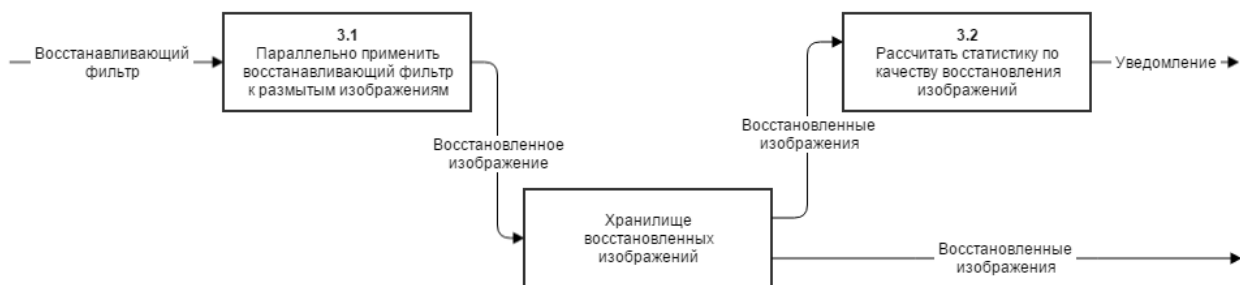 Восстанавливающий
фильтр
3.1
Параллельно применить
восстанавливающий фильтр
к размытым изображениям
Восстановленное
изображение
Хранилище
восстановленных
изображений
Восстановленные
изображения
3.2
Рассчитать статистику по
качеству восстановления
изображений
Уведомление
Восстановленные
изображения